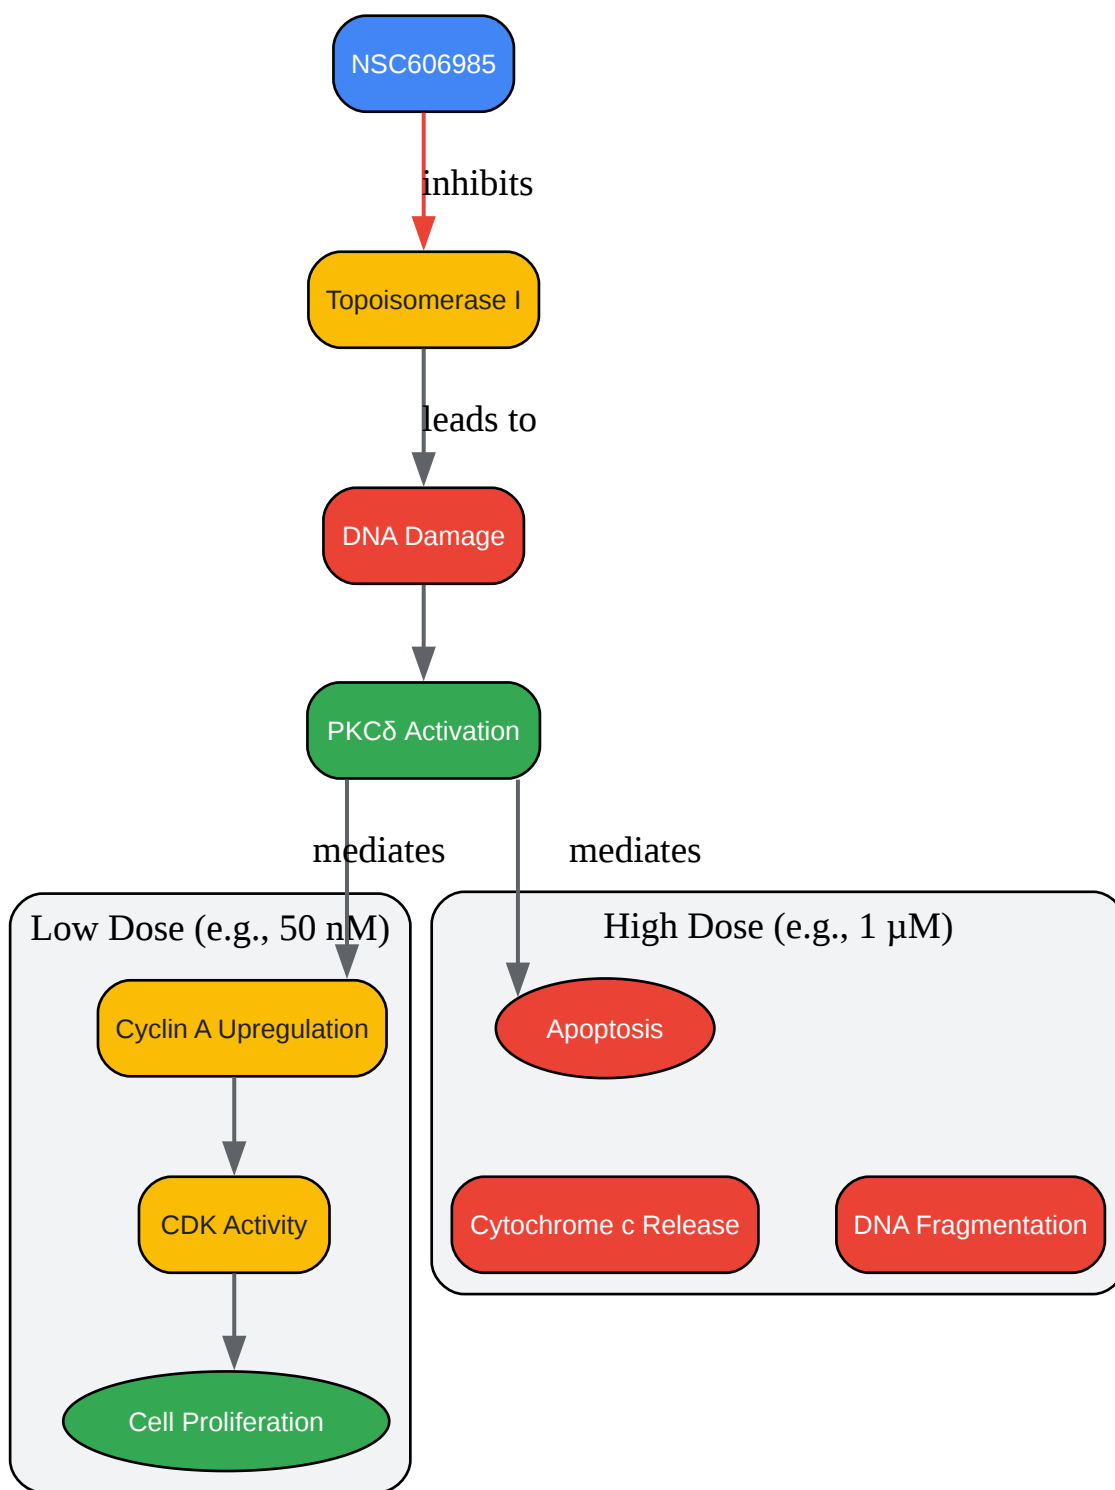 NSC606985
inhibits
Topoisomerase I
leads to
DNA Damage
PKCδ Activation
mediates
mediates
Low Dose (e.g., 50 nM)
High Dose (e.g., 1 µM)
Cyclin A Upregulation
Apoptosis
CDK Activity
Cytochrome c Release
DNA Fragmentation
Cell Proliferation